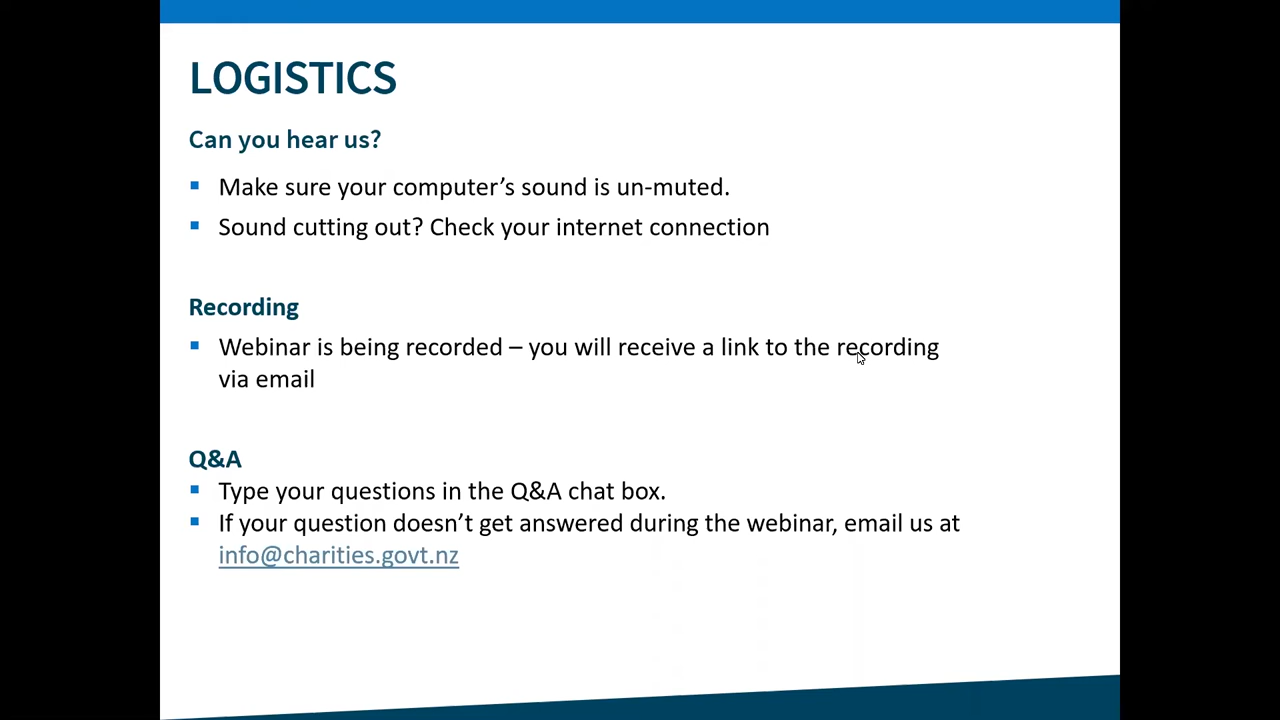 LOGISTICS
Can you hear us?
▪ Make sure your computer’s sound is un-muted.
▪ Sound cutting out? Check your internet connection
Recording
▪ Webinar is being recorded – you will receive a link to the recording
via email
Q&A
▪ Type your questions in the Q&A chat box.
▪ If your question doesn’t get answered during the webinar, email us at
info@charities.govt.nz